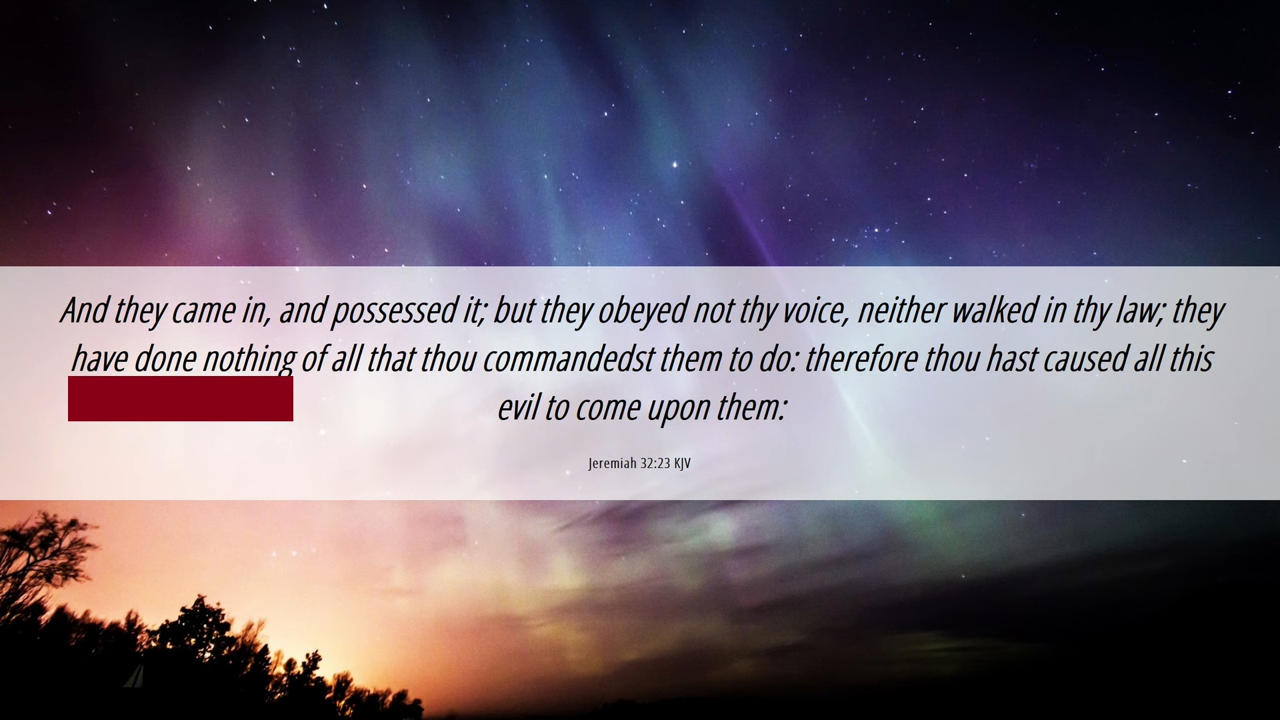 And they came in, and possessed it; but they obeyed not thy voice, neither walked in thy law; they
have done nothing of all that thou commandedst them to do: therefore thou hast caused all this
evil to come upon them:
Jeremiah 32:23 KJV